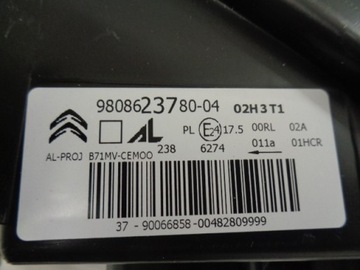 9808623780-04 02H3T1
AL PL E24 17.5 00RL 02A
AL-PROJ B71MV-CEMOO 238 6274 011a 01HCR
37 - 90066858-00482809999